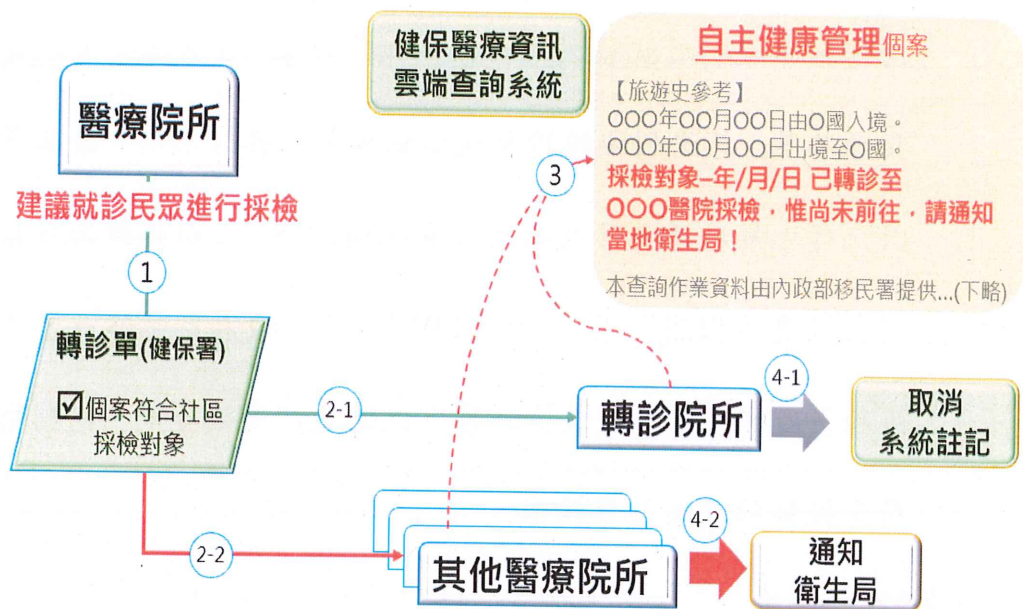 健保醫療資訊
雲端查詢系統
自主健康管理個案
【旅遊史參考】
OOO年OO月OO日由O國入境。
OOO年OO月OO日出境至O國。
採檢對象–年/月/日 已轉診至
OOO醫院採檢，惟尚未前往，請通知
當地衛生局！
本查詢作業資料由內政部移民署提供...(下略)
醫療院所
建議就診民眾進行採檢
1
3
轉診單(健保署)
☑個案符合社區
採檢對象
2-1
轉診院所
4-1
取消
系統註記
2-2
其他醫療院所
4-2
通知
衛生局